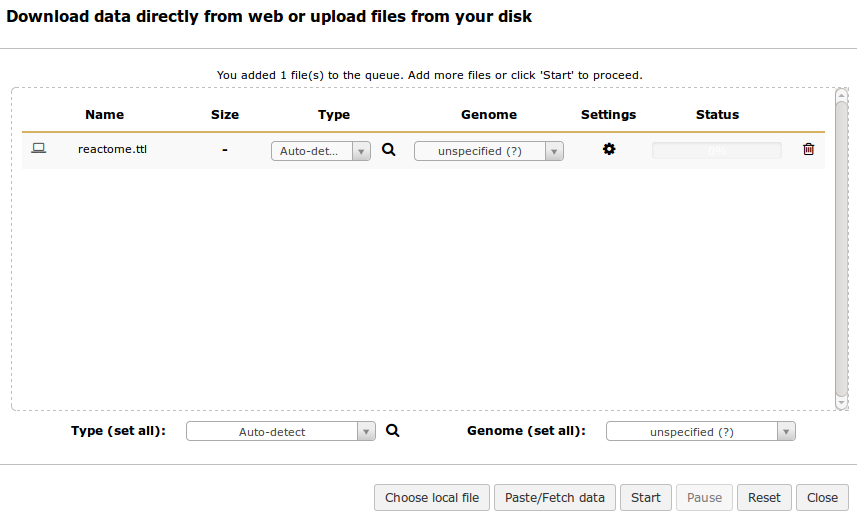 Download data directly from web or upload files from your disk
You added 1 file(s) to the queue. Add more files or click 'Start' to proceed.
Name Size Type Genome Settings Status
reactome.ttl - Auto-det... unspecified (?) 0%
Type (set all): Auto-detect Genome (set all): unspecified (?)
Choose local file Paste/Fetch data Start Pause Reset Close